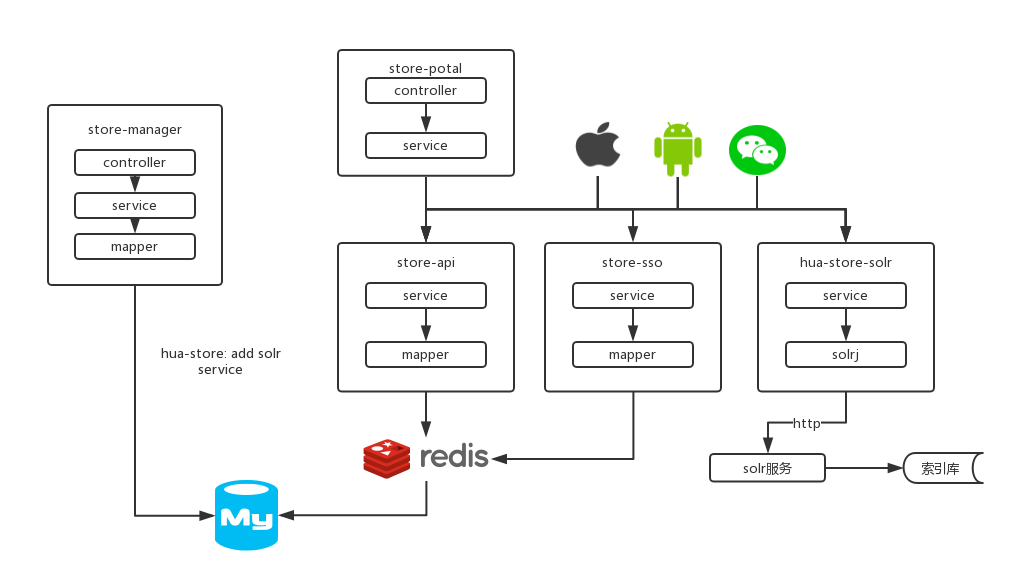 store-potal
controller
service
store-manager
controller
service
mapper
store-api
service
mapper
store-sso
service
mapper
hua-store-solr
service
solrj
hua-store: add solr
service
http
redis
solr服务
索引库
My